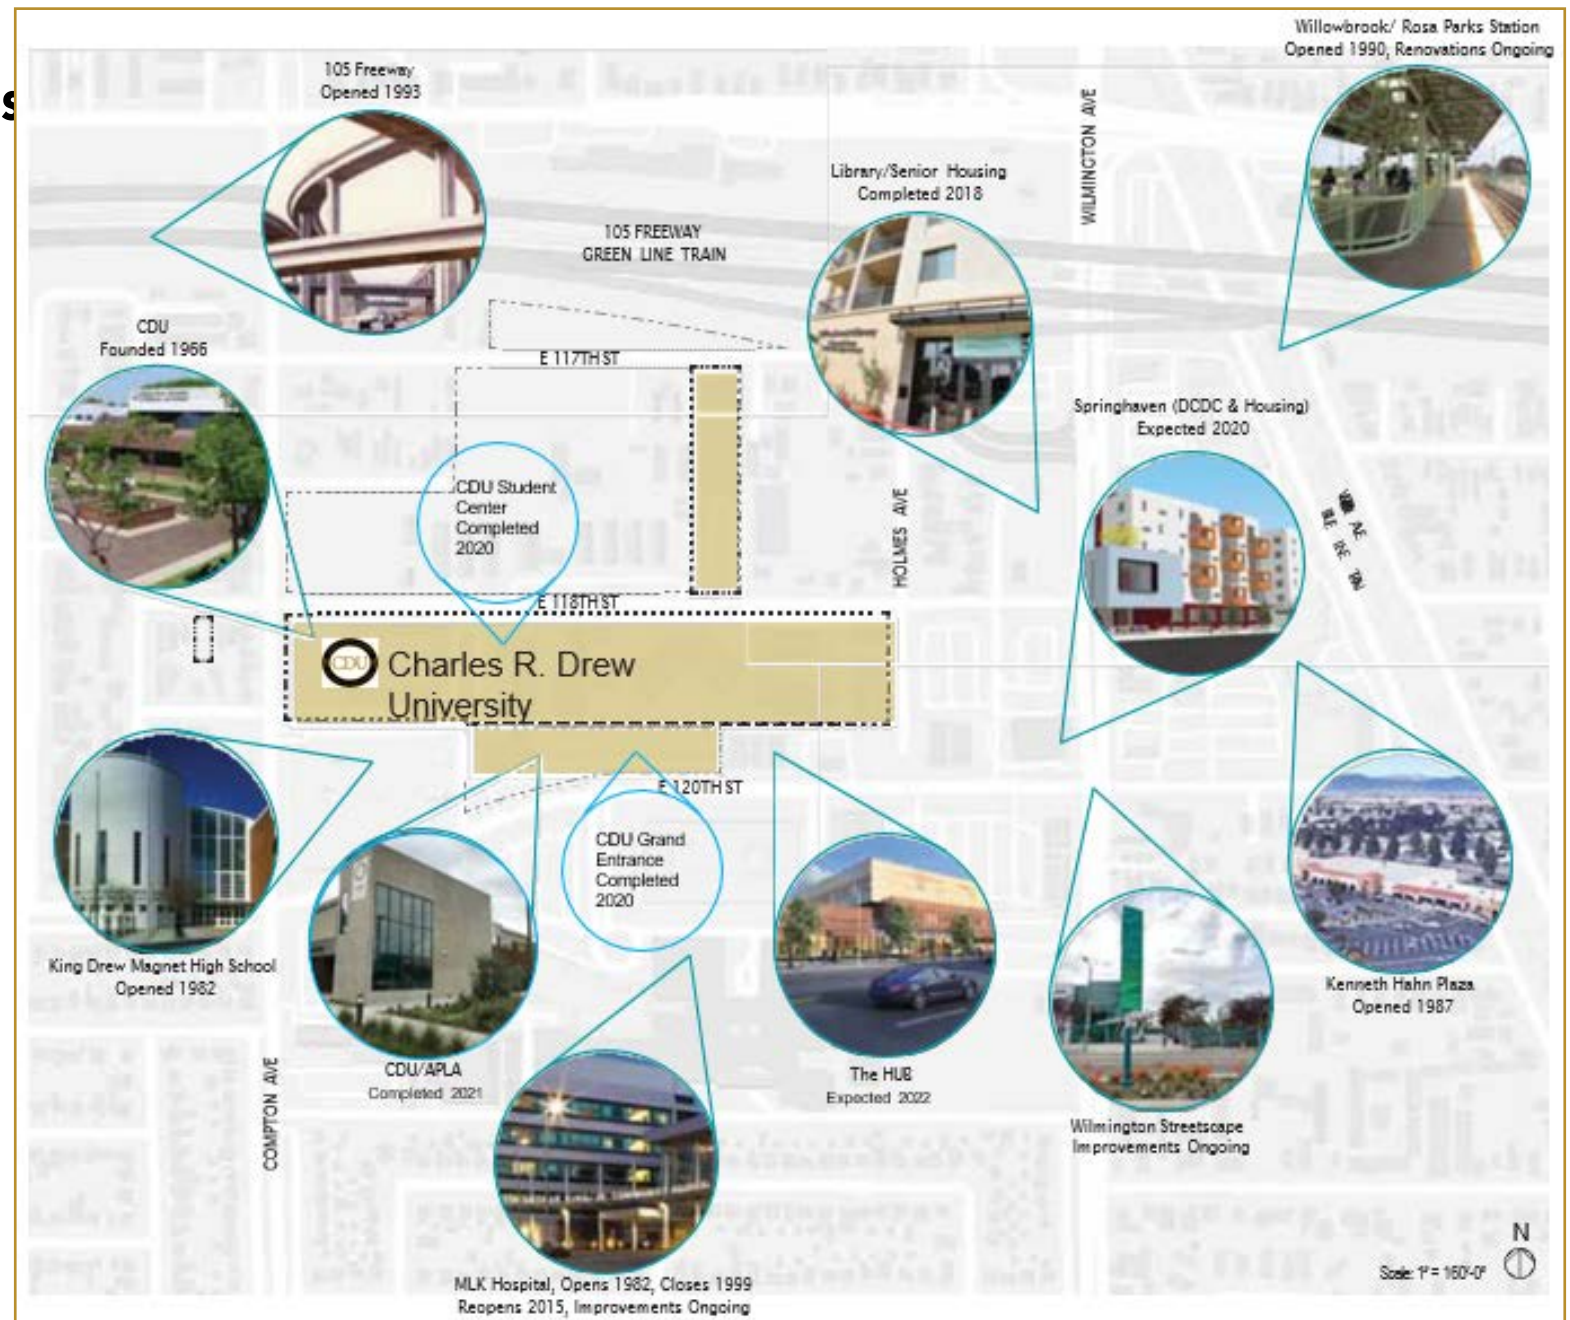 Willowbrook/ Rosa Parks Station
Opened 1990, Renovations Ongoing
105 Freeway
Opened 1993
S
WILMINGTON AVE
Library/Senior Housing
Completed 2018
105 FREEWAY
GREEN LINE TRAIN
CDU
Founded 1966
E 117TH ST
Springhaven (DCDC & Housing)
Expected 2020
CDU Student
Center
Completed
2020
HOLMES AVE
E 118TH ST
CDU
Charles R. Drew
University
E 120TH ST
CDU Grand
Entrance
Completed
2020
King Drew Magnet High School
Opened 1982
Kenneth Hahn Plaza
Opened 1987
COMPTON AVE
CDU/APLA
Completed 2021
The HUB
Expected 2022
Wilmington Streetscape
Improvements Ongoing
MLK Hospital, Opens 1982, Closes 1999
Reopens 2015, Improvements Ongoing
N
Scale: 1" = 160'-0"